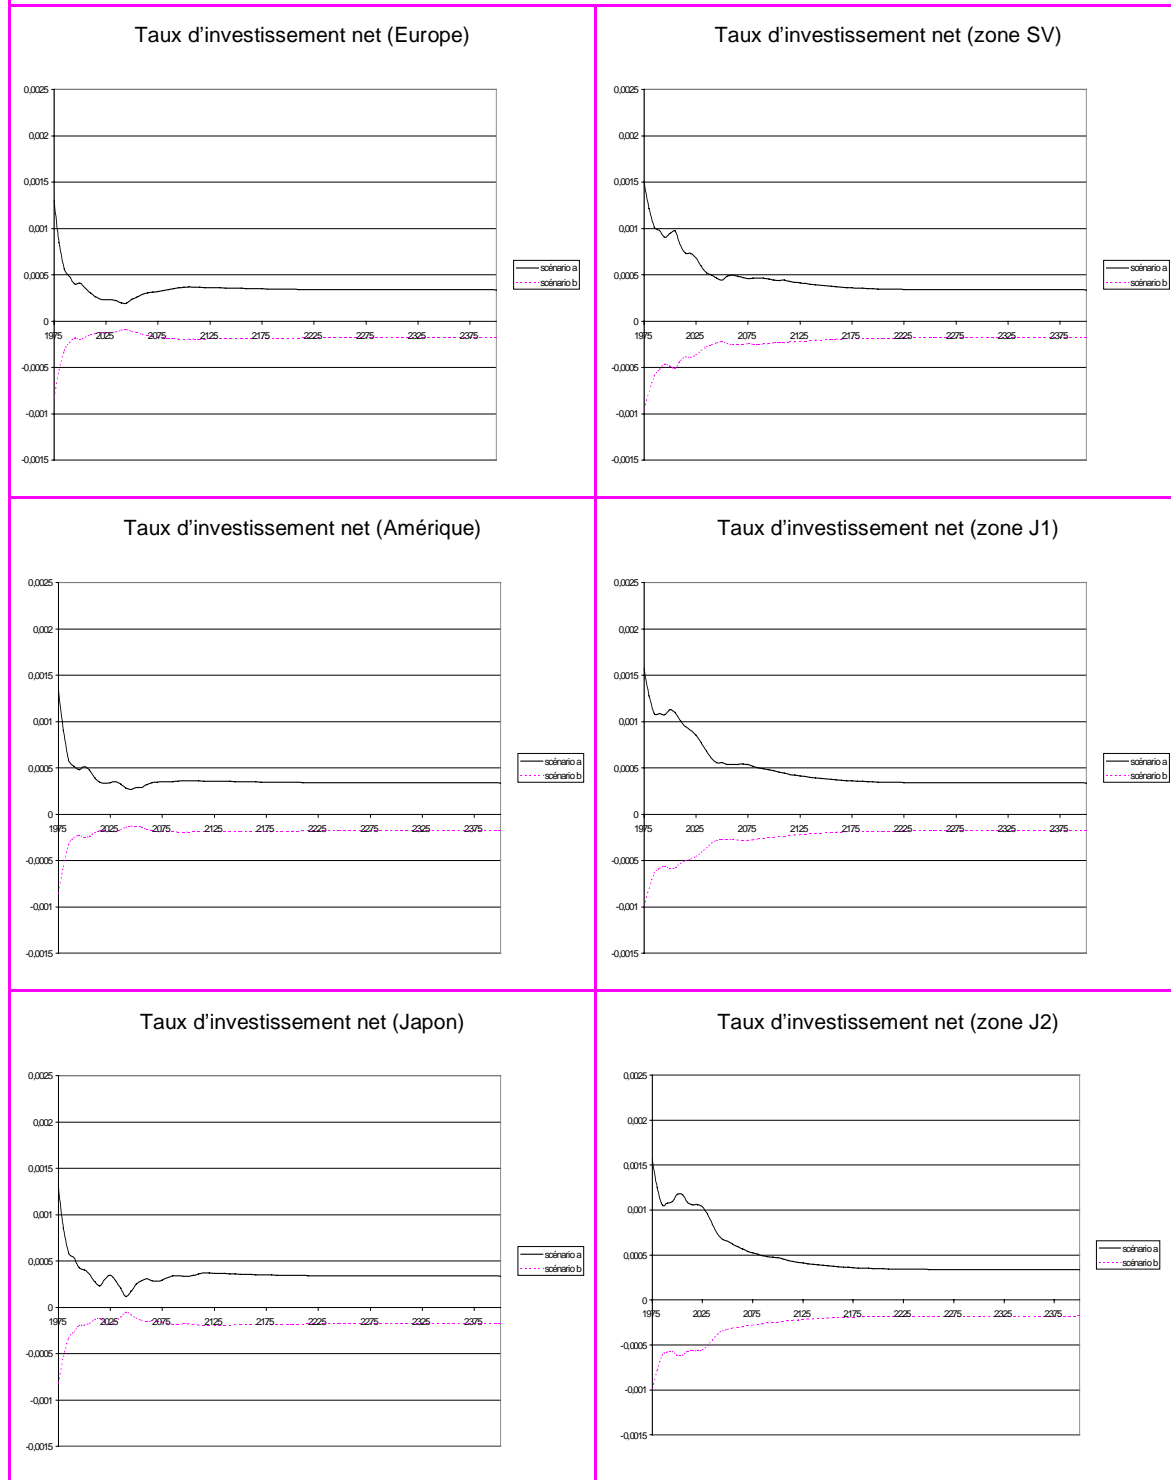 Taux d'investissement net (Europe)
0,0025
0,002
0,0015
0,001
0,0005
0
-0,0005
-0,001
-0,0015
1975 2025 2075 2125 2175 2225 2275 2325 2375
scénario a
scénario b
Taux d'investissement net (zone SV)
0,0025
0,002
0,0015
0,001
0,0005
0
-0,0005
-0,001
-0,0015
1975 2025 2075 2125 2175 2225 2275 2325 2375
scénario a
scénario b
Taux d'investissement net (Amérique)
0,0025
0,002
0,0015
0,001
0,0005
0
-0,0005
-0,001
-0,0015
1975 2025 2075 2125 2175 2225 2275 2325 2375
scénario a
scénario b
Taux d'investissement net (zone J1)
0,0025
0,002
0,0015
0,001
0,0005
0
-0,0005
-0,001
-0,0015
1975 2025 2075 2125 2175 2225 2275 2325 2375
scénario a
scénario b
Taux d'investissement net (Japon)
0,0025
0,002
0,0015
0,001
0,0005
0
-0,0005
-0,001
-0,0015
1975 2025 2075 2125 2175 2225 2275 2325 2375
scénario a
scénario b
Taux d'investissement net (zone J2)
0,0025
0,002
0,0015
0,001
0,0005
0
-0,0005
-0,001
-0,0015
1975 2025 2075 2125 2175 2225 2275 2325 2375
scénario a
scénario b